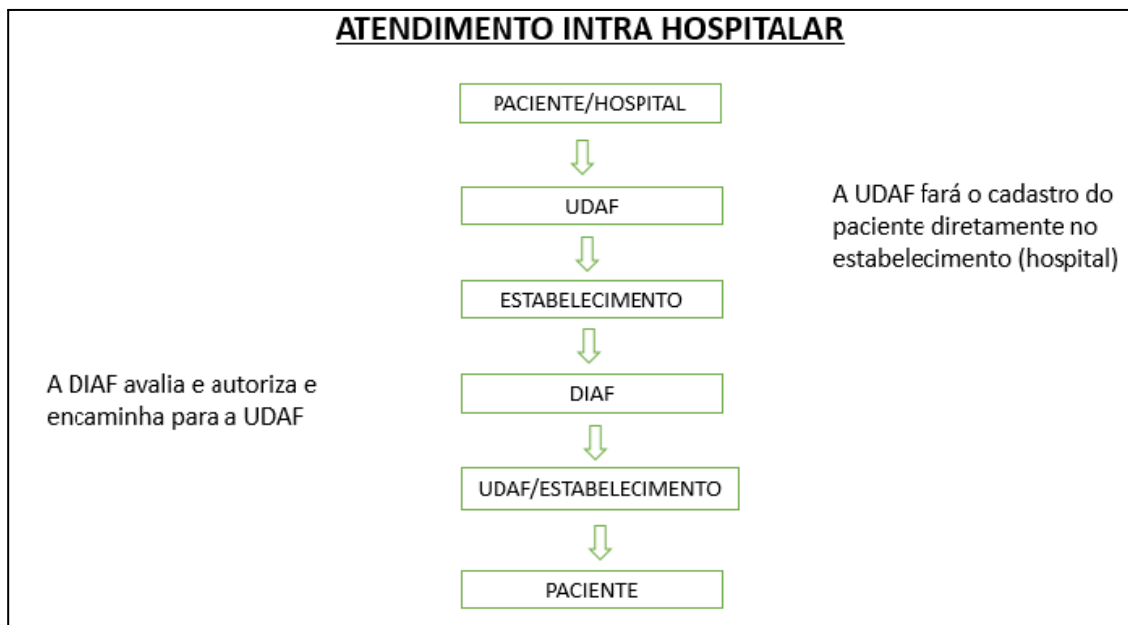 ATENDIMENTO INTRA HOSPITALAR
PACIENTE/HOSPITAL
UDAF
A UDAF fará o cadastro do
paciente diretamente no
estabelecimento (hospital)
ESTABELECIMENTO
A DIAF avalia e autoriza e
encaminha para a UDAF
DIAF
UDAF/ESTABELECIMENTO
PACIENTE